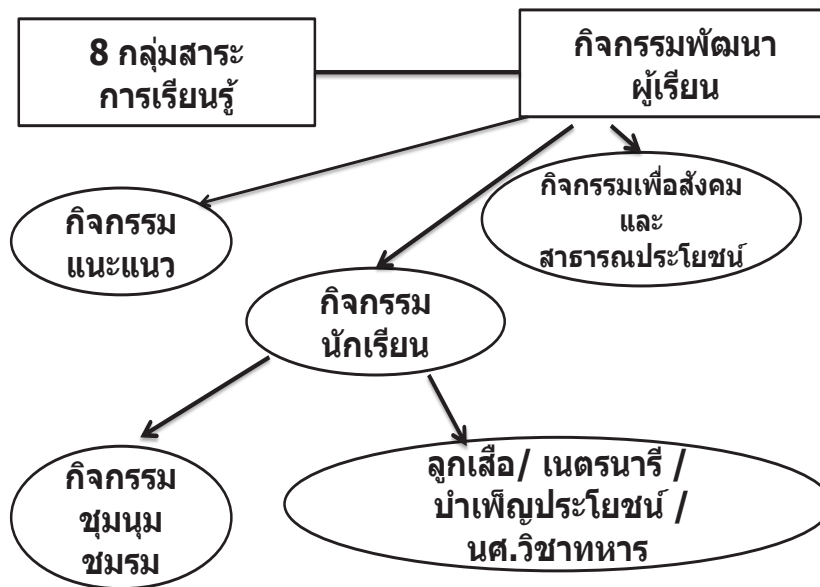 8 กลุ่มสาระ
การเรียนรู้
กิจกรรมพัฒนา
ผู้เรียน
กิจกรรม
แนะแนว
กิจกรรมเพื่อสังคม
และ
สาธารณประโยชน์
กิจกรรม
นักเรียน
กิจกรรม
ชุมนุม
ชมรม
ลูกเสือ/ เนตรนารี /
บำเพ็ญประโยชน์ /
นศ.วิชาทหาร